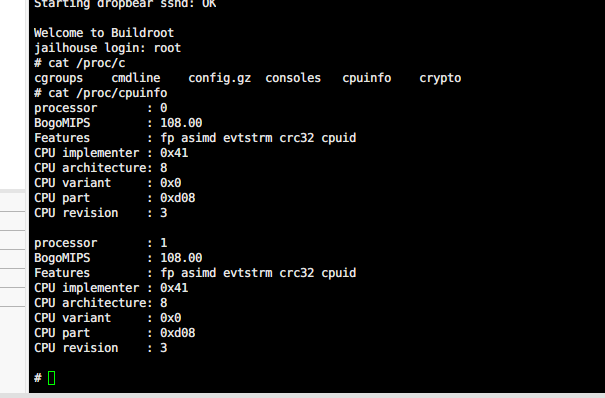 Starting dropbear sshd: OK
Welcome to Buildroot
jailhouse login: root
# cat /proc/c
cgroups    cmdline    config.gz  consoles   cpuinfo    crypto
# cat /proc/cpuinfo
processor       : 0
BogoMIPS        : 108.00
Features        : fp asimd evtstrm crc32 cpuid
CPU implementer : 0x41
CPU architecture: 8
CPU variant     : 0x0
CPU part        : 0xd08
CPU revision    : 3
processor       : 1
BogoMIPS        : 108.00
Features        : fp asimd evtstrm crc32 cpuid
CPU implementer : 0x41
CPU architecture: 8
CPU variant     : 0x0
CPU part        : 0xd08
CPU revision    : 3
#